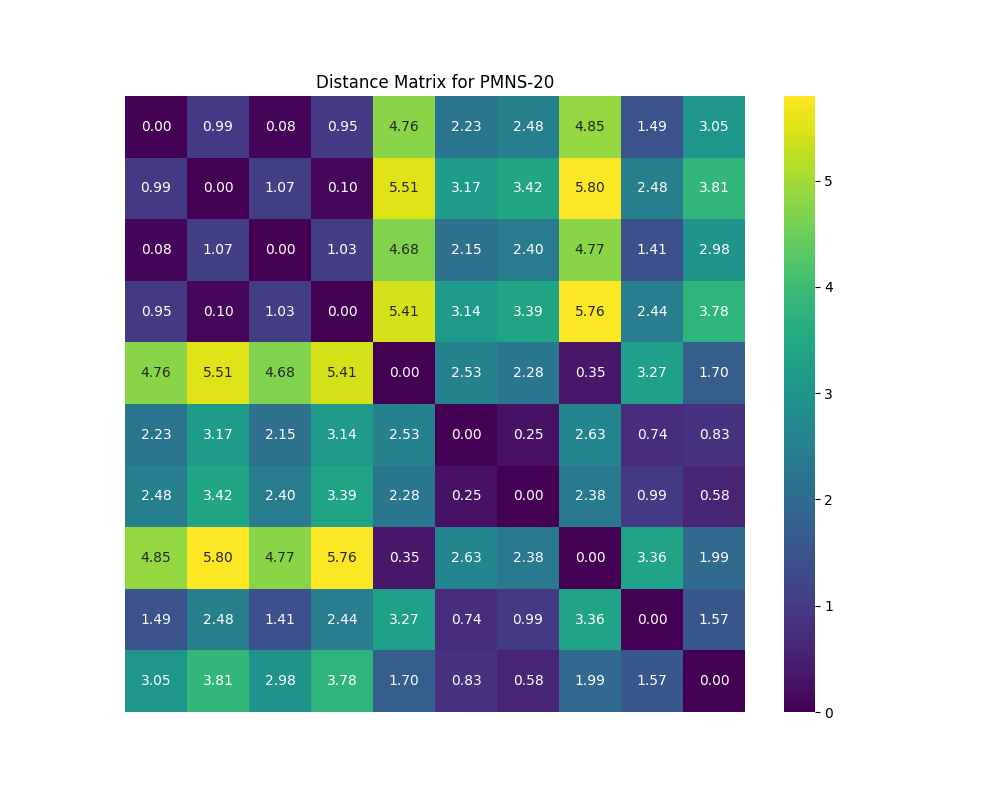 Distance Matrix for PMNS-20
0.00 0.99 0.08 0.95 4.76 2.23 2.48 4.85 1.49 3.05
0.99 0.00 1.07 0.10 5.51 3.17 3.42 5.80 2.48 3.81
0.08 1.07 0.00 1.03 4.68 2.15 2.40 4.77 1.41 2.98
0.95 0.10 1.03 0.00 5.41 3.14 3.39 5.76 2.44 3.78
4.76 5.51 4.68 5.41 0.00 2.53 2.28 0.35 3.27 1.70
2.23 3.17 2.15 3.14 2.53 0.00 0.25 2.63 0.74 0.83
2.48 3.42 2.40 3.39 2.28 0.25 0.00 2.38 0.99 0.58
4.85 5.80 4.77 5.76 0.35 2.63 2.38 0.00 3.36 1.99
1.49 2.48 1.41 2.44 3.27 0.74 0.99 3.36 0.00 1.57
3.05 3.81 2.98 3.78 1.70 0.83 0.58 1.99 1.57 0.00
5
4
3
2
1
0